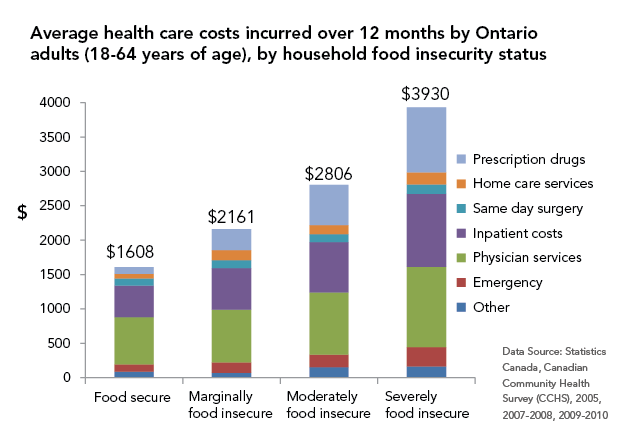 Average health care costs incurred over 12 months by Ontario
adults (18-64 years of age), by household food insecurity status
$3930
4000
3500
3000
2500
2000
1500
1000
500
0
$
$2806
$2161
$1608
Prescription drugs
Home care services
Same day surgery
Inpatient costs
Physician services
Emergency
Other
Food secure
Marginally
food insecure
Moderately
food insecure
Severely
food insecure
Data Source: Statistics
Canada, Canadian
Community Health
Survey (CCHS), 2005,
2007-2008, 2009-2010